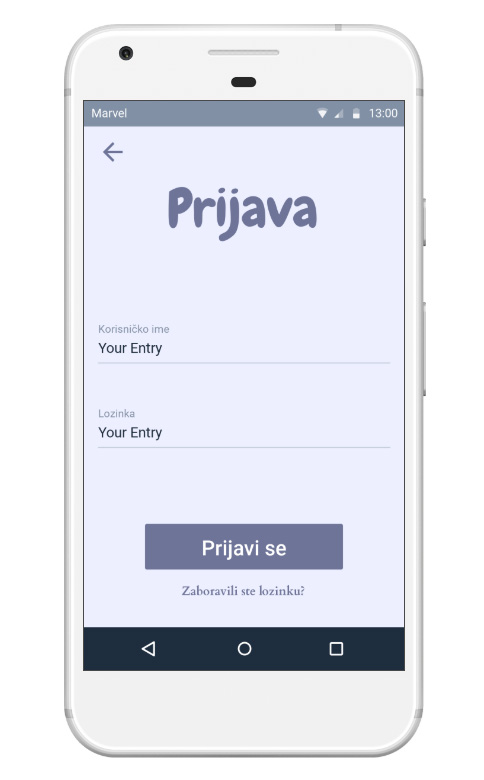 Marvel 13:00
Prijava
Korisničko ime
Your Entry
Lozinka
Your Entry
Prijavi se
Zaboravili ste lozinku?